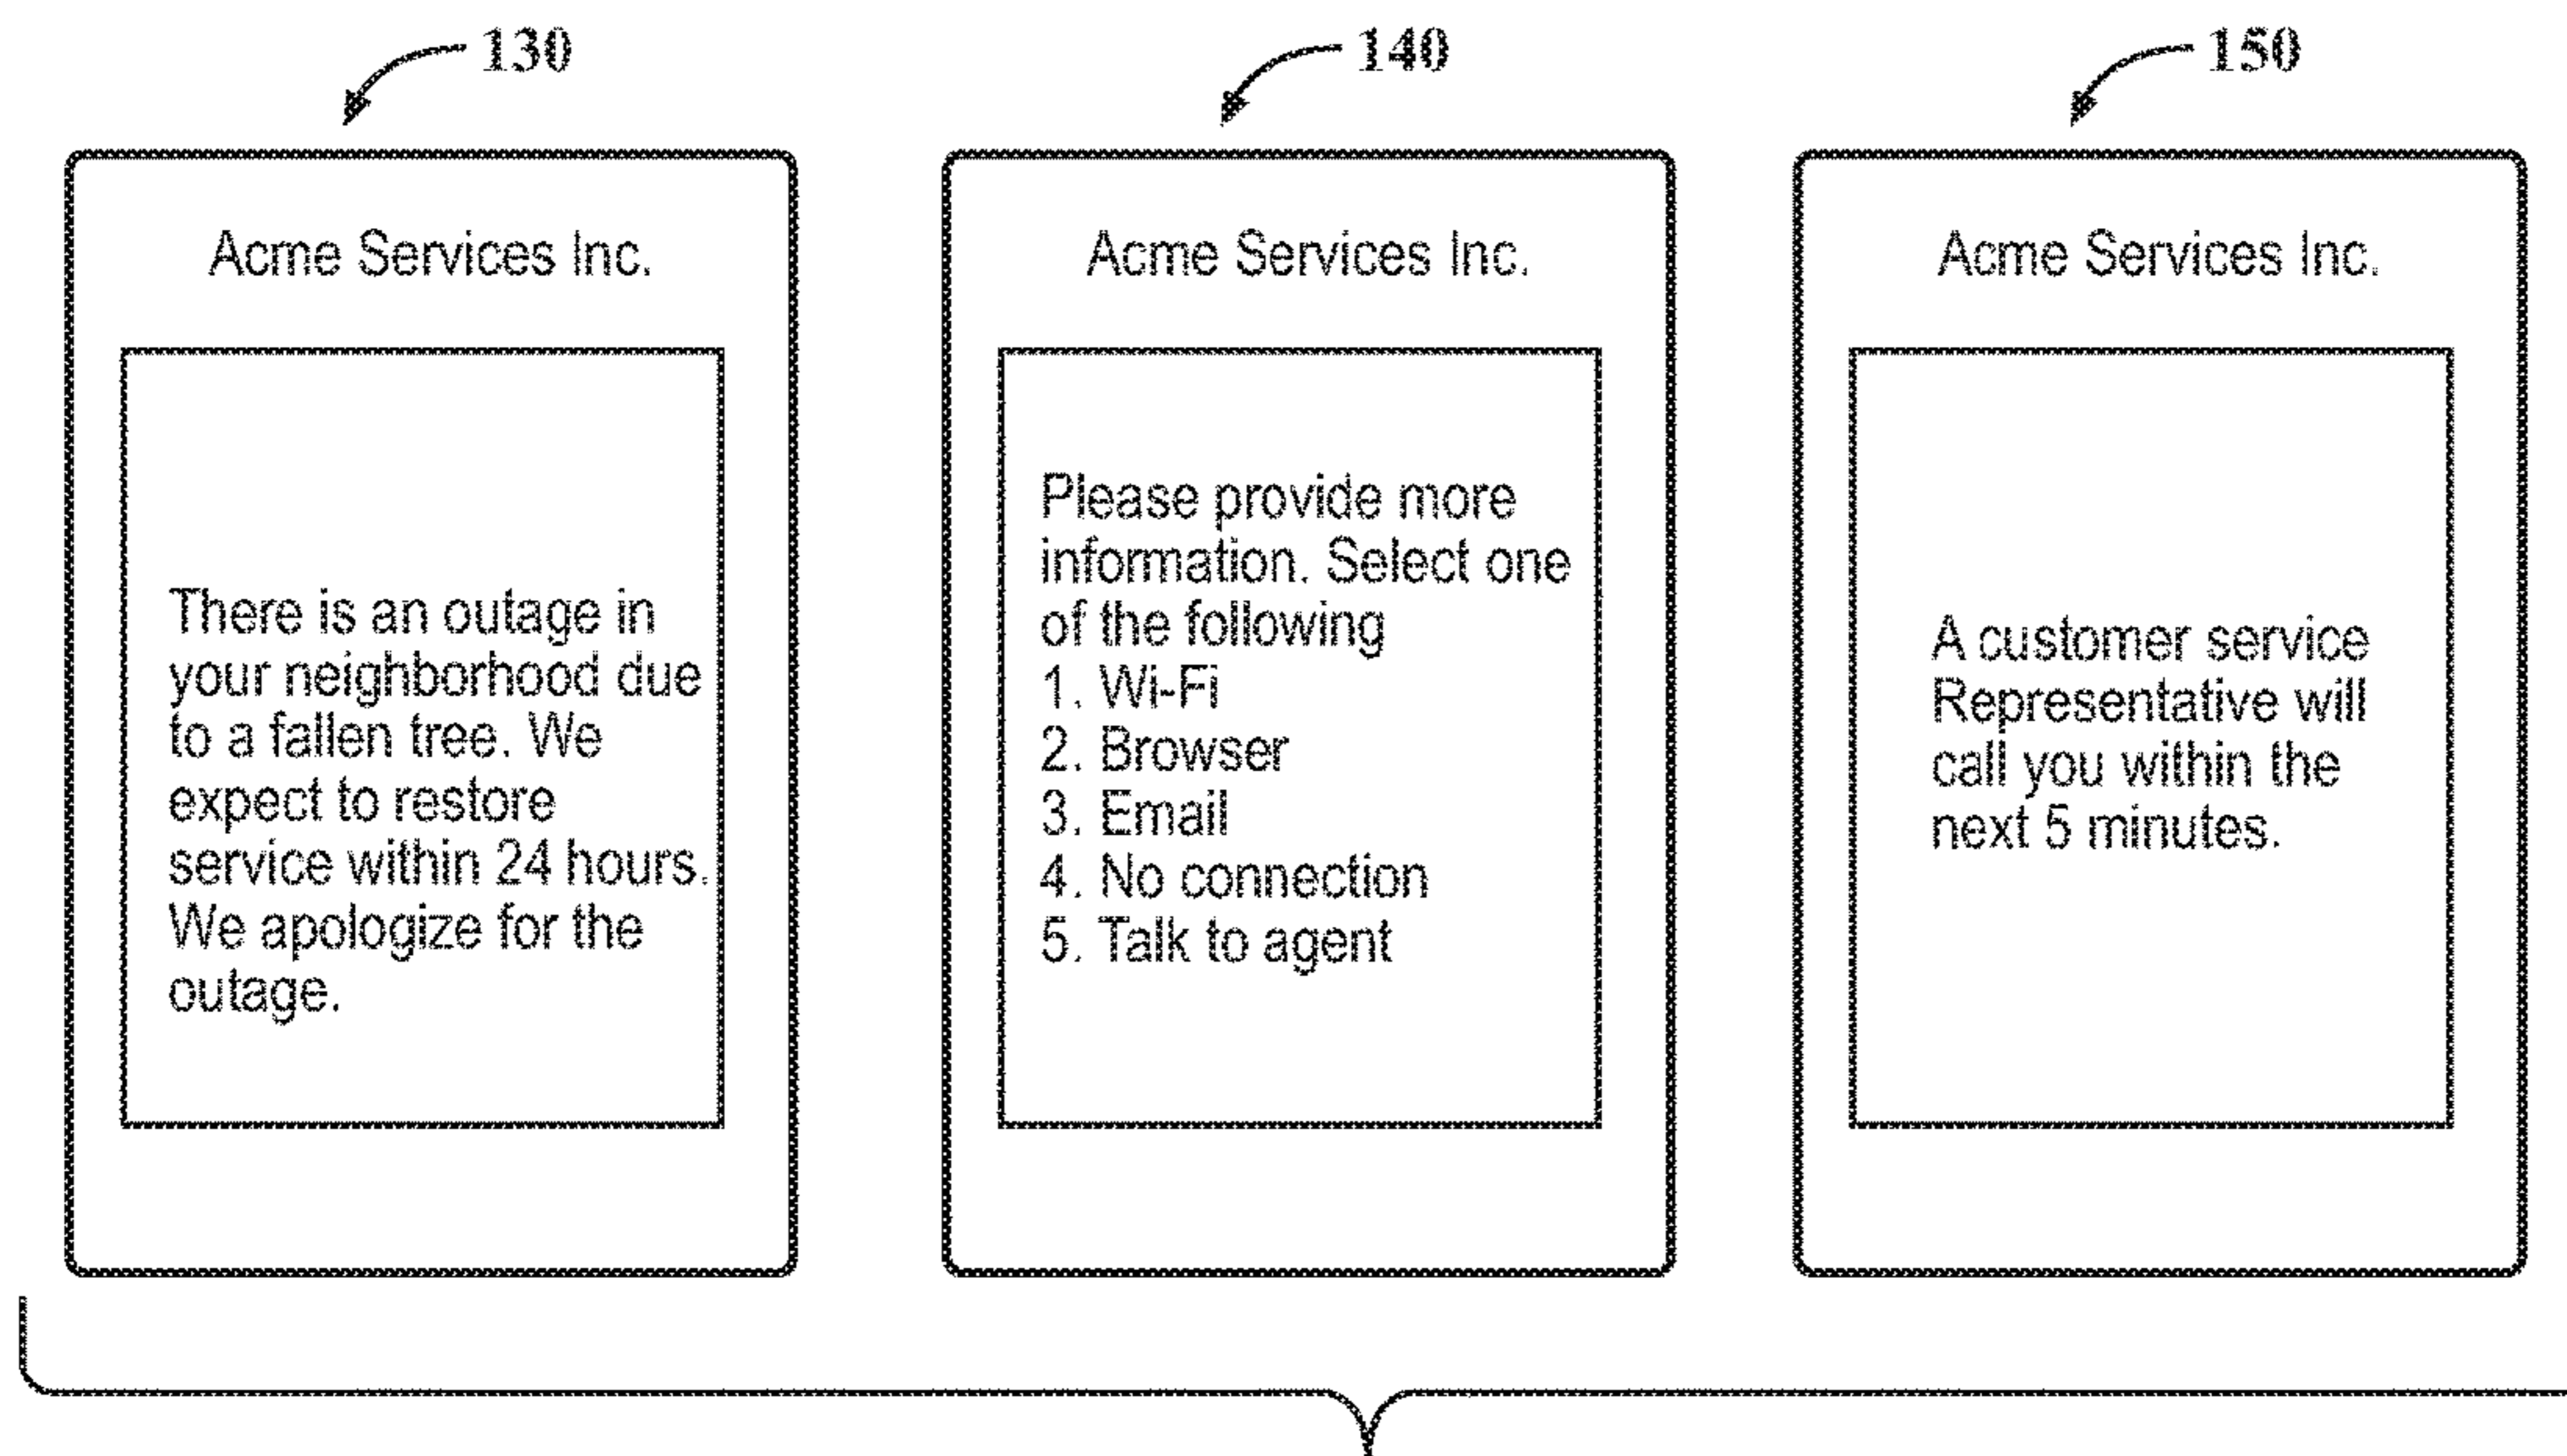 130
140
150
Acme Services Inc.
There is an outage in
your neighborhood due
to a fallen tree. We
expect to restore
service within 24 hours.
We apologize for the
outage.
Acme Services Inc.
Please provide more
information. Select one
of the following
1. Wi-Fi
2. Browser
3. Email
4. No connection
5. Talk to agent
Acme Services Inc.
A customer service
Representative will
call you within the
next 5 minutes.